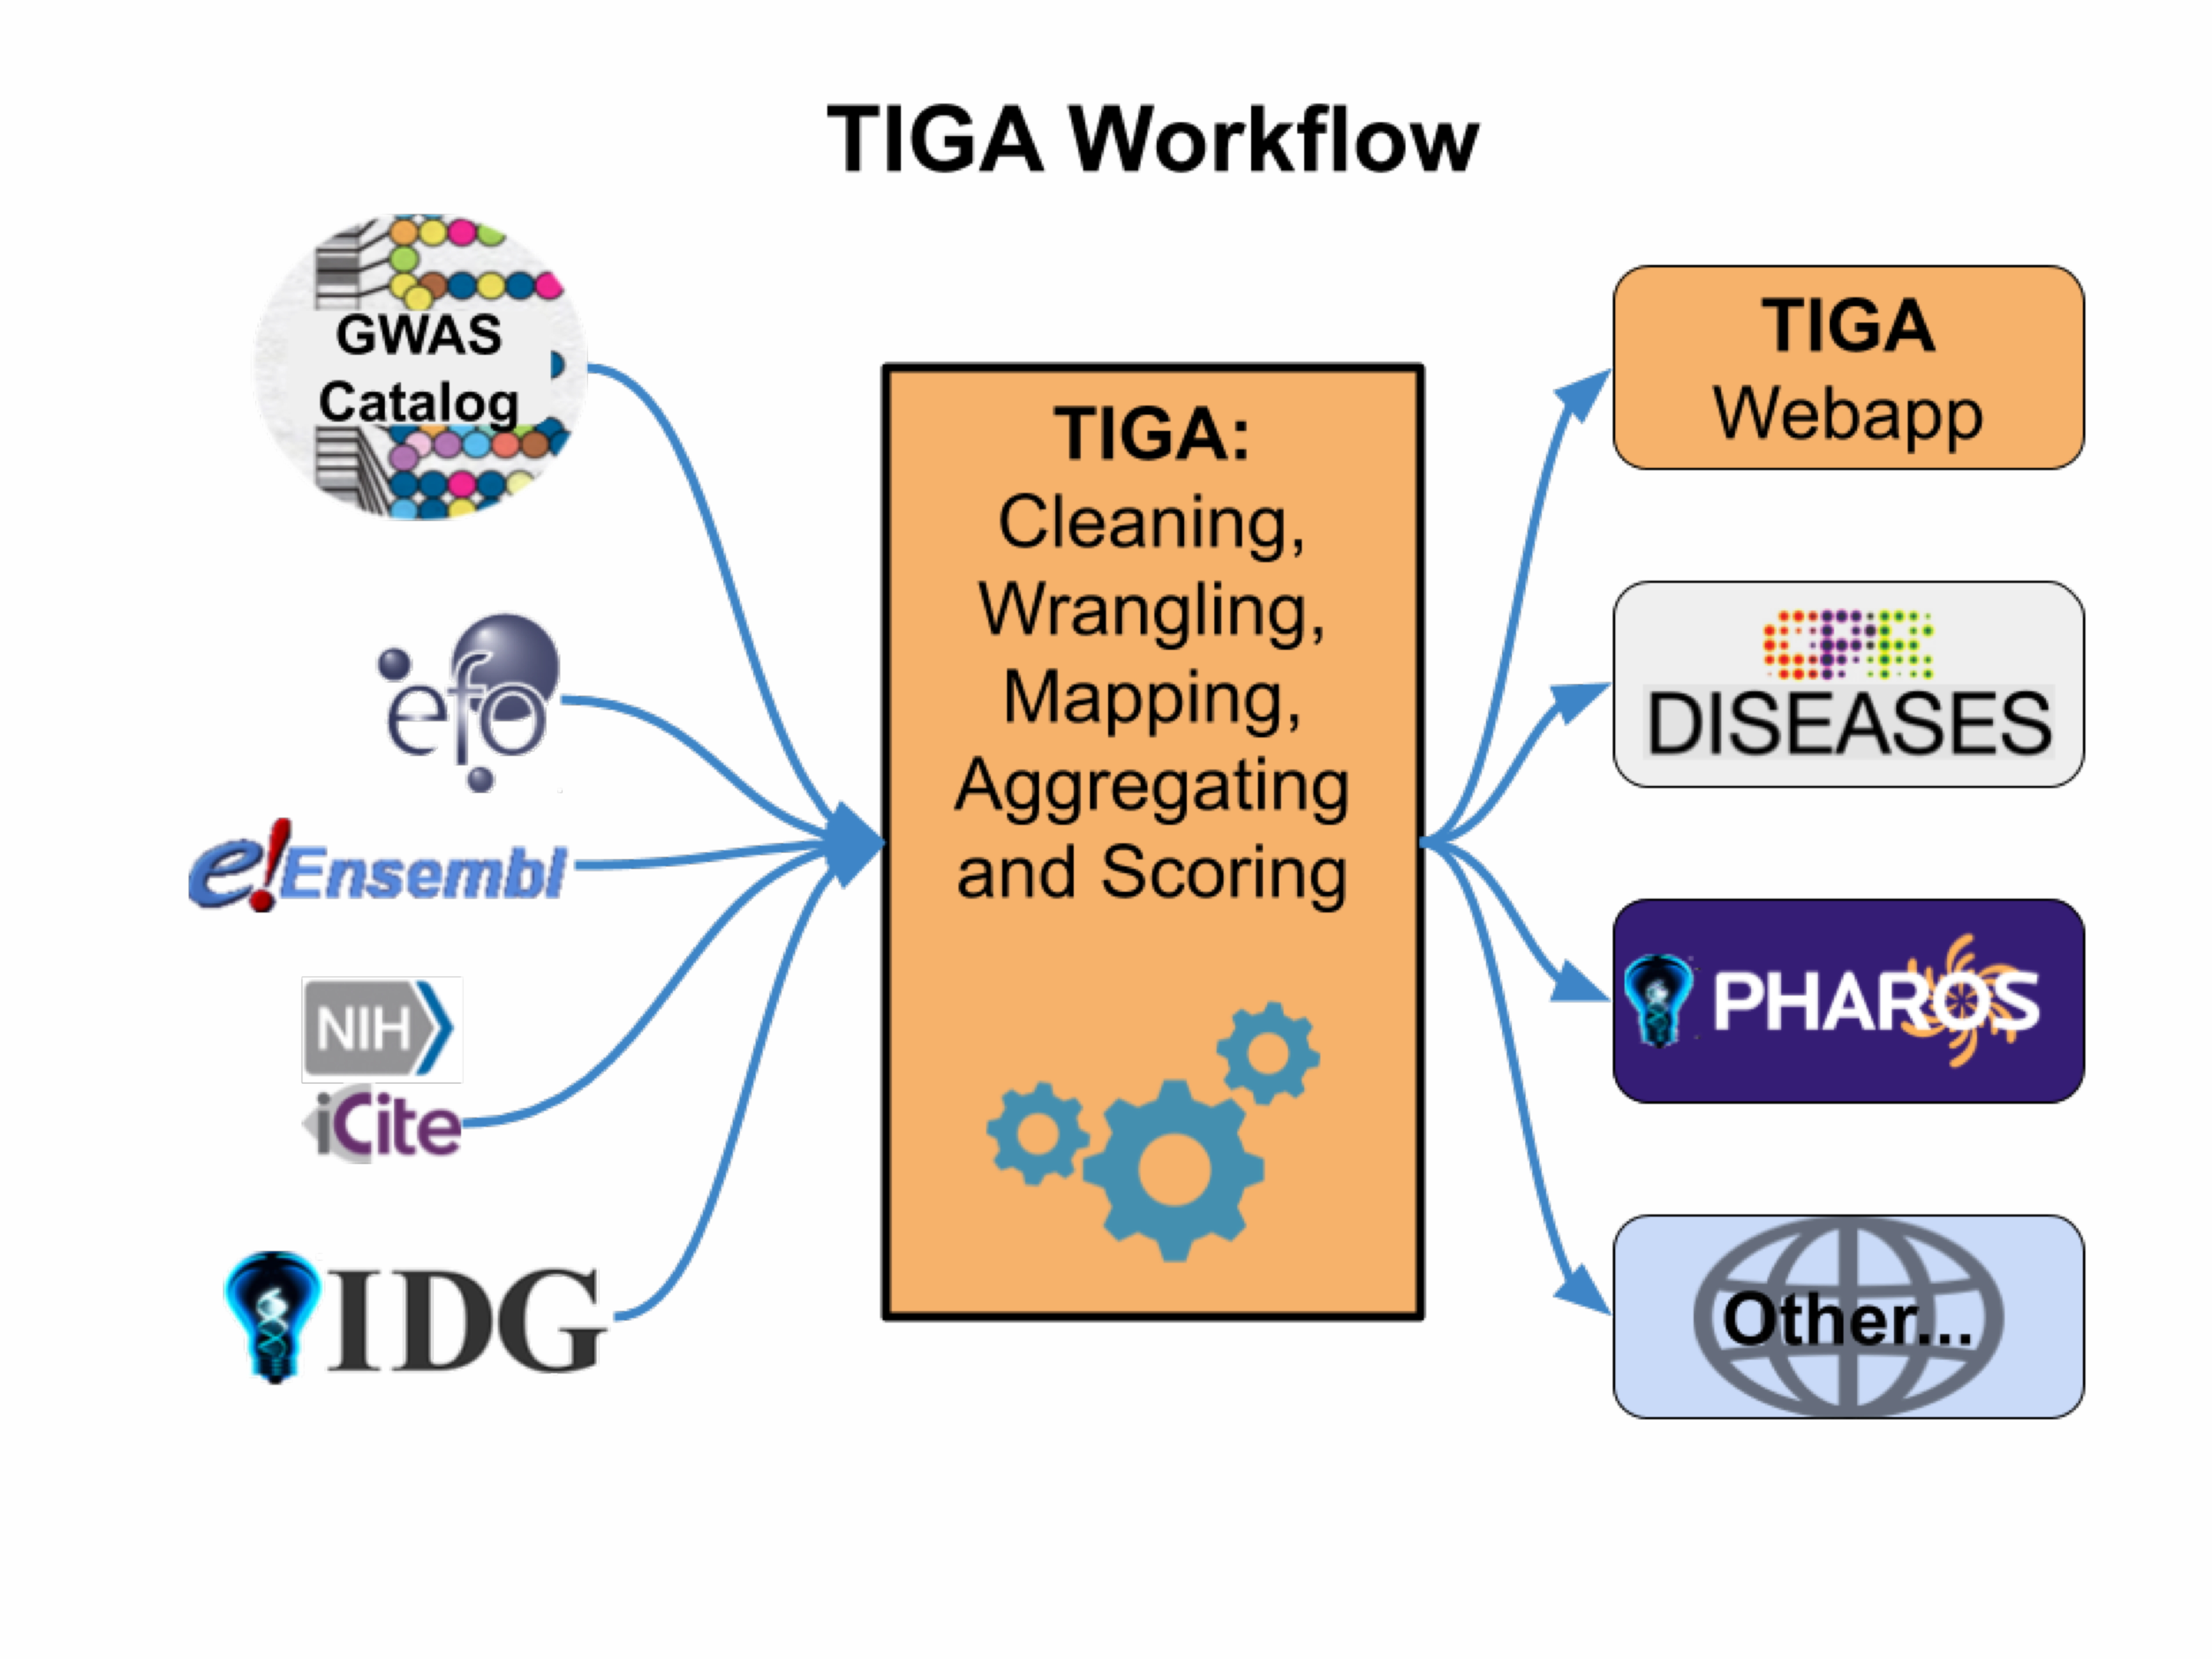 TIGA Workflow
GWAS
Catalog
efo
e!Ensembl
NIH
iCite
IDG
TIGA:
Cleaning,
Wrangling,
Mapping,
Aggregating
and Scoring
TIGA
Webapp
CPR
DISEASES
PHAROS
Other...